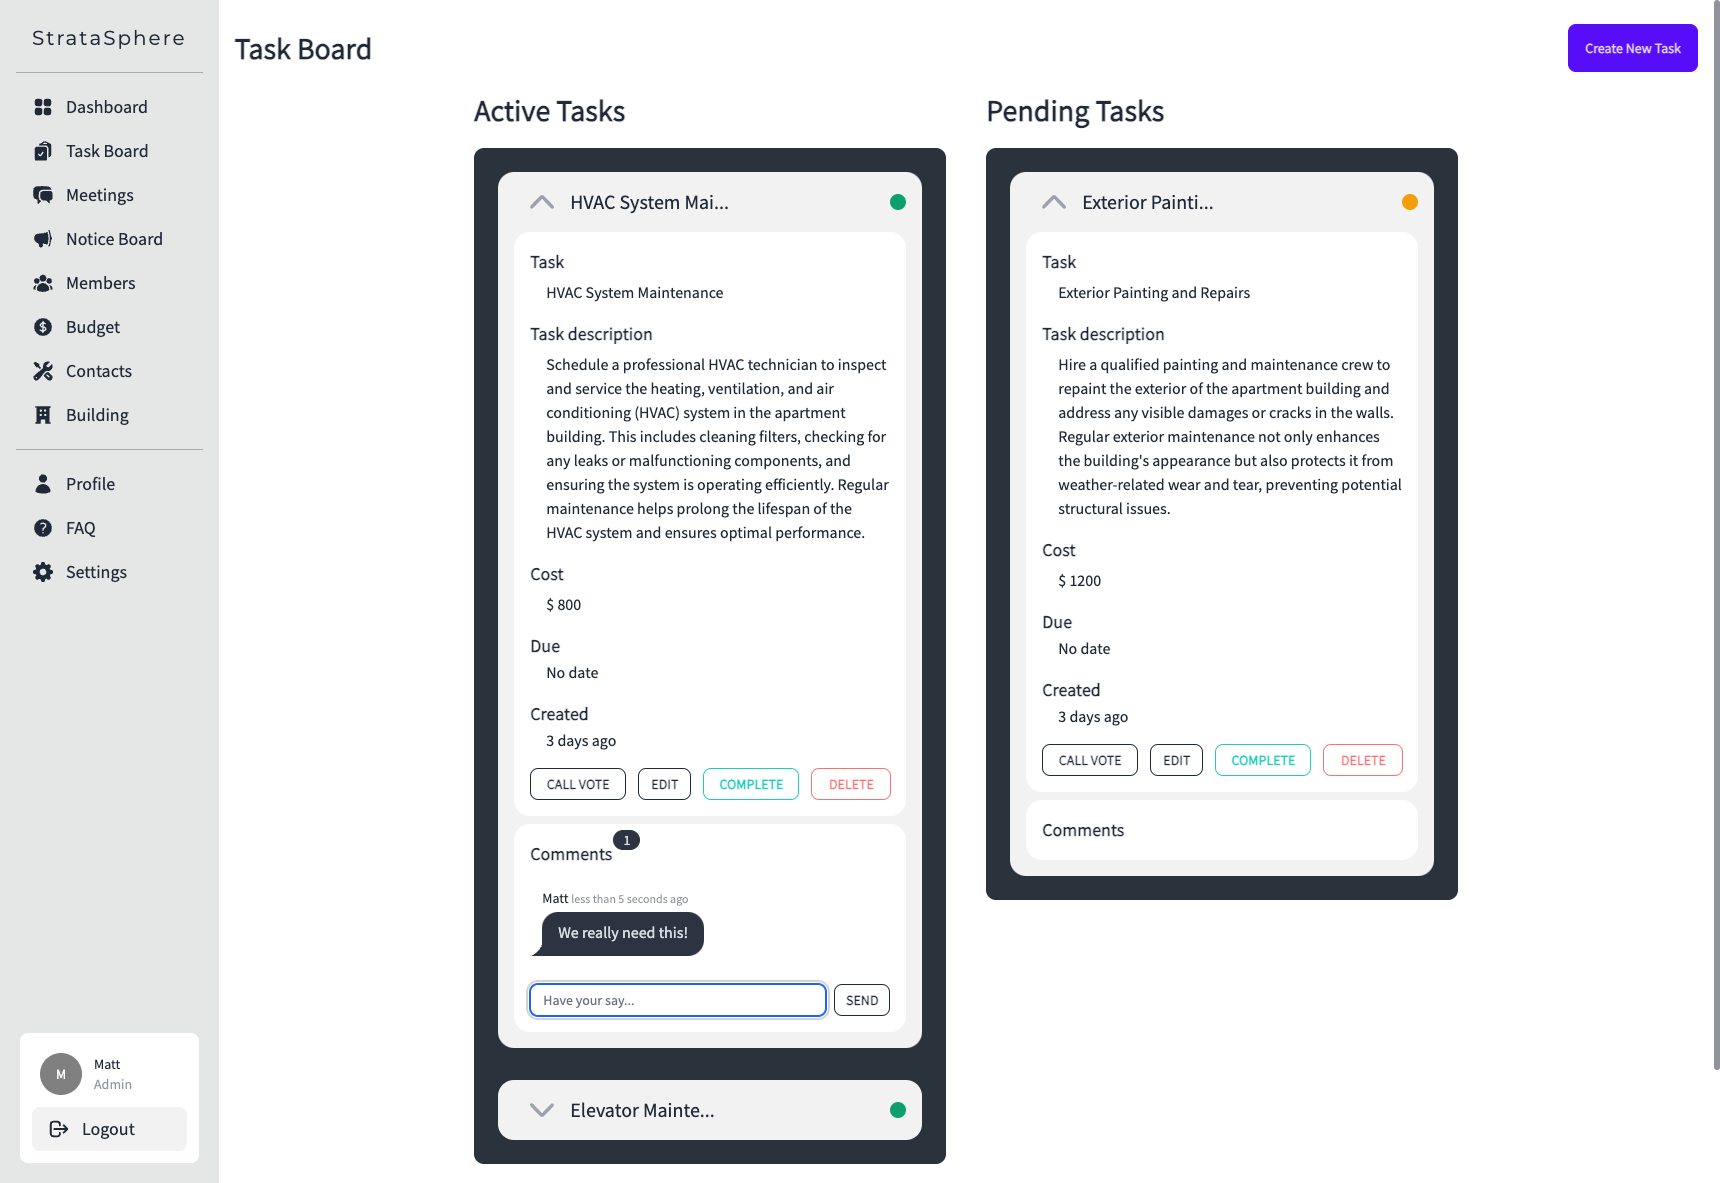 StrataSphere
Dashboard
Task Board
Meetings
Notice Board
Members
Budget
Contacts
Building
Profile
FAQ
Settings
M
Matt
Admin
Logout
Task Board
Create New Task
Active Tasks
HVAC System Mai...
Task
HVAC System Maintenance
Task description
Schedule a professional HVAC technician to inspect
and service the heating, ventilation, and air
conditioning (HVAC) system in the apartment
building. This includes cleaning filters, checking for
any leaks or malfunctioning components, and
ensuring the system is operating efficiently. Regular
maintenance helps prolong the lifespan of the
HVAC system and ensures optimal performance.
Cost
$ 800
Due
No date
Created
3 days ago
CALL VOTE EDIT COMPLETE DELETE
Comments 1
Matt less than 5 seconds ago
We really need this!
Have your say...
SEND
Elevator Mainte...
Pending Tasks
Exterior Painti...
Task
Exterior Painting and Repairs
Task description
Hire a qualified painting and maintenance crew to
repaint the exterior of the apartment building and
address any visible damages or cracks in the walls.
Regular exterior maintenance not only enhances
the building's appearance but also protects it from
weather-related wear and tear, preventing potential
structural issues.
Cost
$ 1200
Due
No date
Created
3 days ago
CALL VOTE EDIT COMPLETE DELETE
Comments